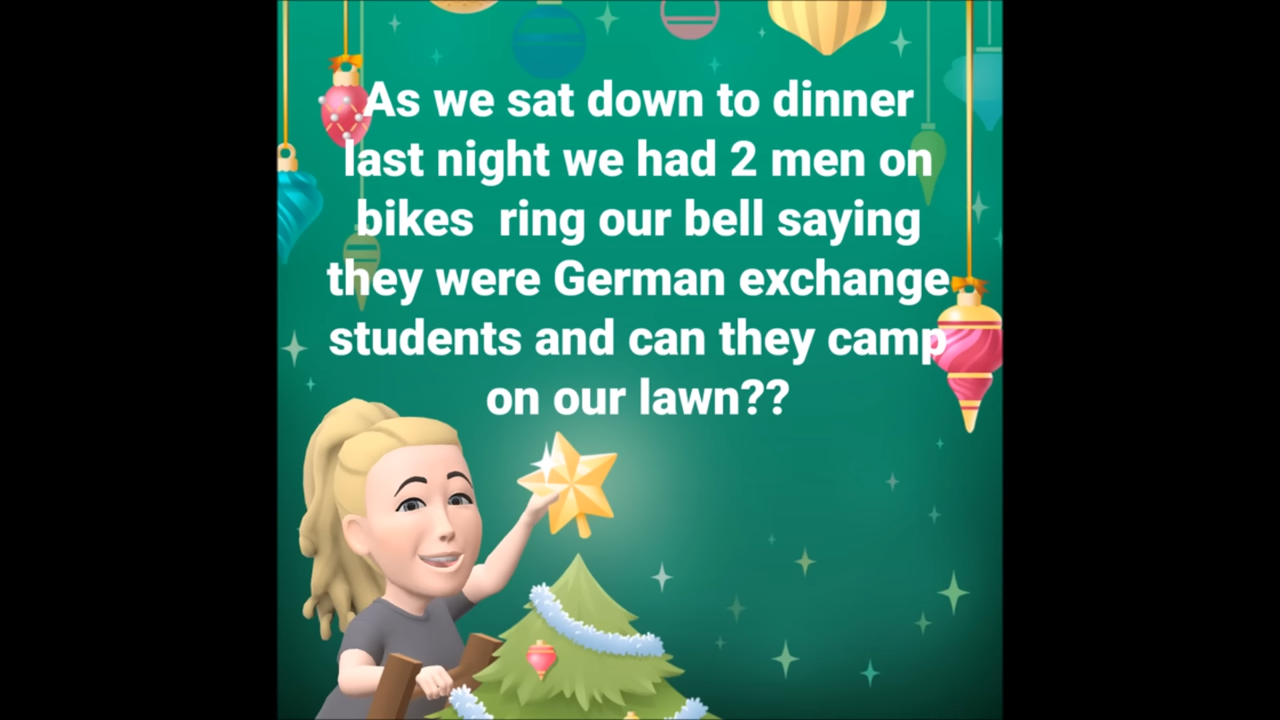 As we sat down to dinner
last night we had 2 men on
bikes  ring our bell saying
they were German exchange
students and can they camp
on our lawn??